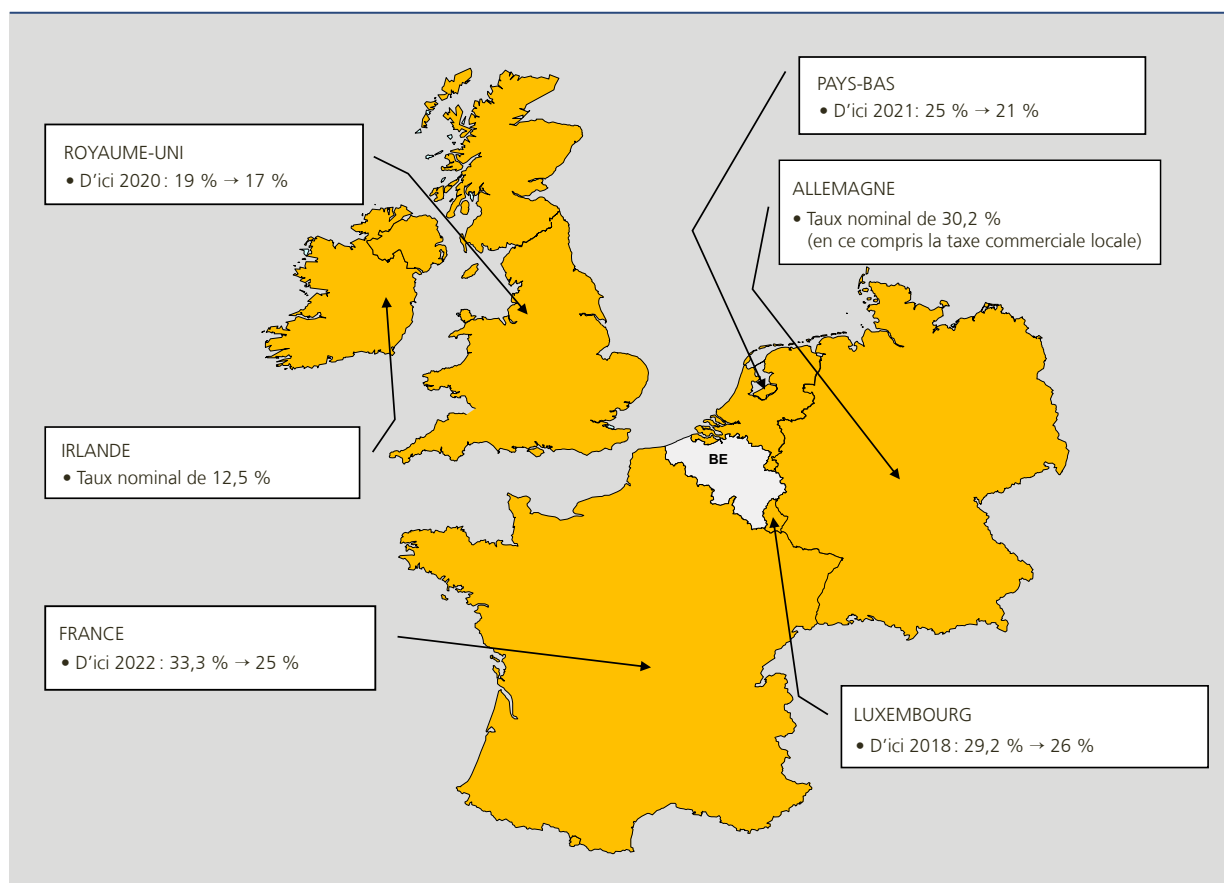 PAYS-BAS
• D'ici 2021: 25 % → 21 %
ROYAUME-UNI
• D'ici 2020 : 19 % → 17 %
ALLEMAGNE
• Taux nominal de 30,2 %
(en ce compris la taxe commerciale locale)
IRLANDE
• Taux nominal de 12,5 %
BE
FRANCE
• D'ici 2022 : 33,3 % → 25 %
LUXEMBOURG
• D'ici 2018 : 29,2 % → 26 %